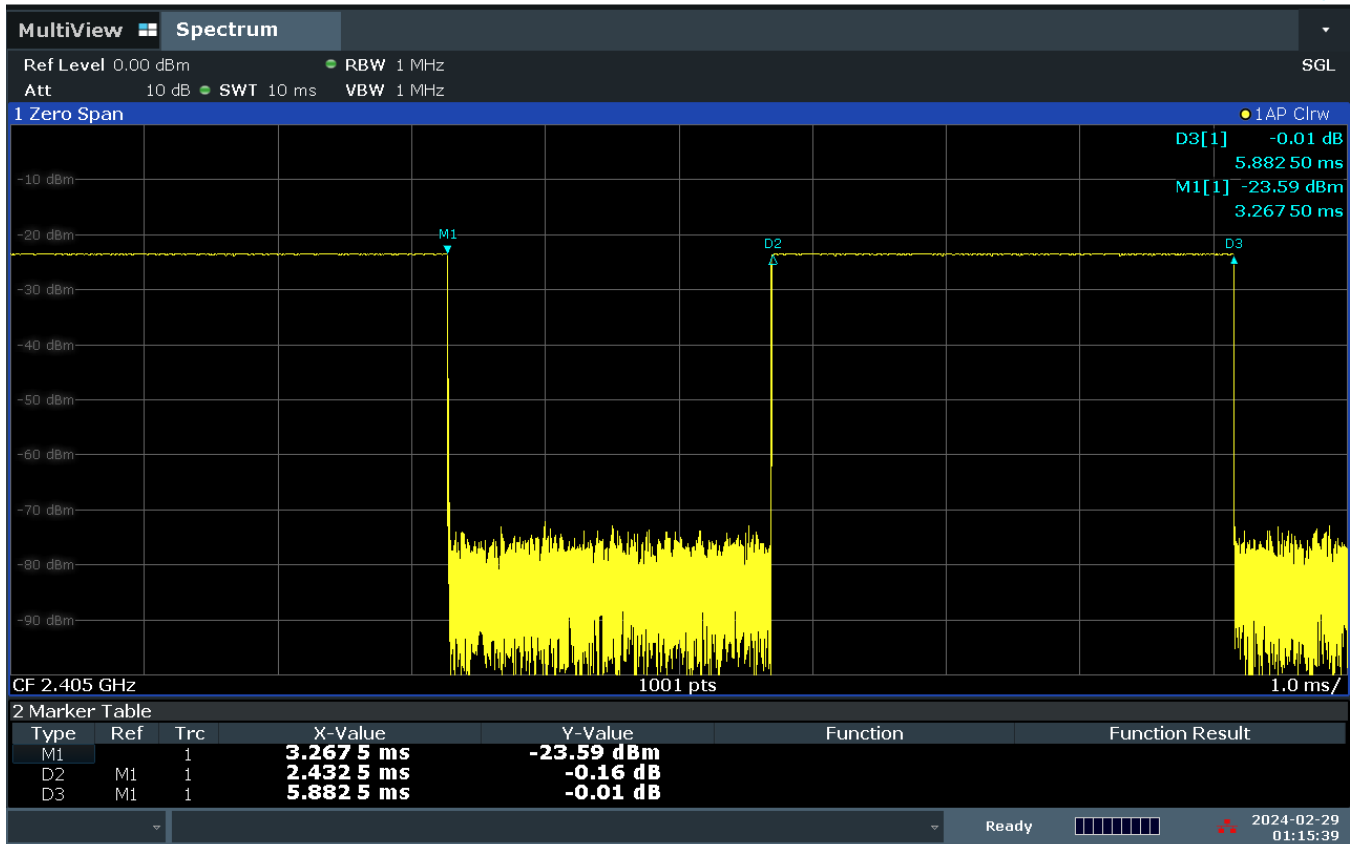 MultiView Spectrum
Ref Level 0.00 dBm RBW 1 MHz SGL
Att 10 dB SWT 10 ms VBW 1 MHz
1 Zero Span 1AP Clrw
D3[1] -0.01 dB
5.882 50 ms
M1[1] -23.59 dBm
3.267 50 ms
-10 dBm
-20 dBm
M1
D2
D3
-30 dBm
-40 dBm
-50 dBm
-60 dBm
-70 dBm
-80 dBm
-90 dBm
CF 2.405 GHz 1001 pts 1.0 ms/
2 Marker Table
Type Ref Trc X-Value Y-Value Function Function Result
M1 1 3.267 5 ms -23.59 dBm
D2 M1 1 2.432 5 ms -0.16 dB
D3 M1 1 5.882 5 ms -0.01 dB
Ready 2024-02-29
01:15:39